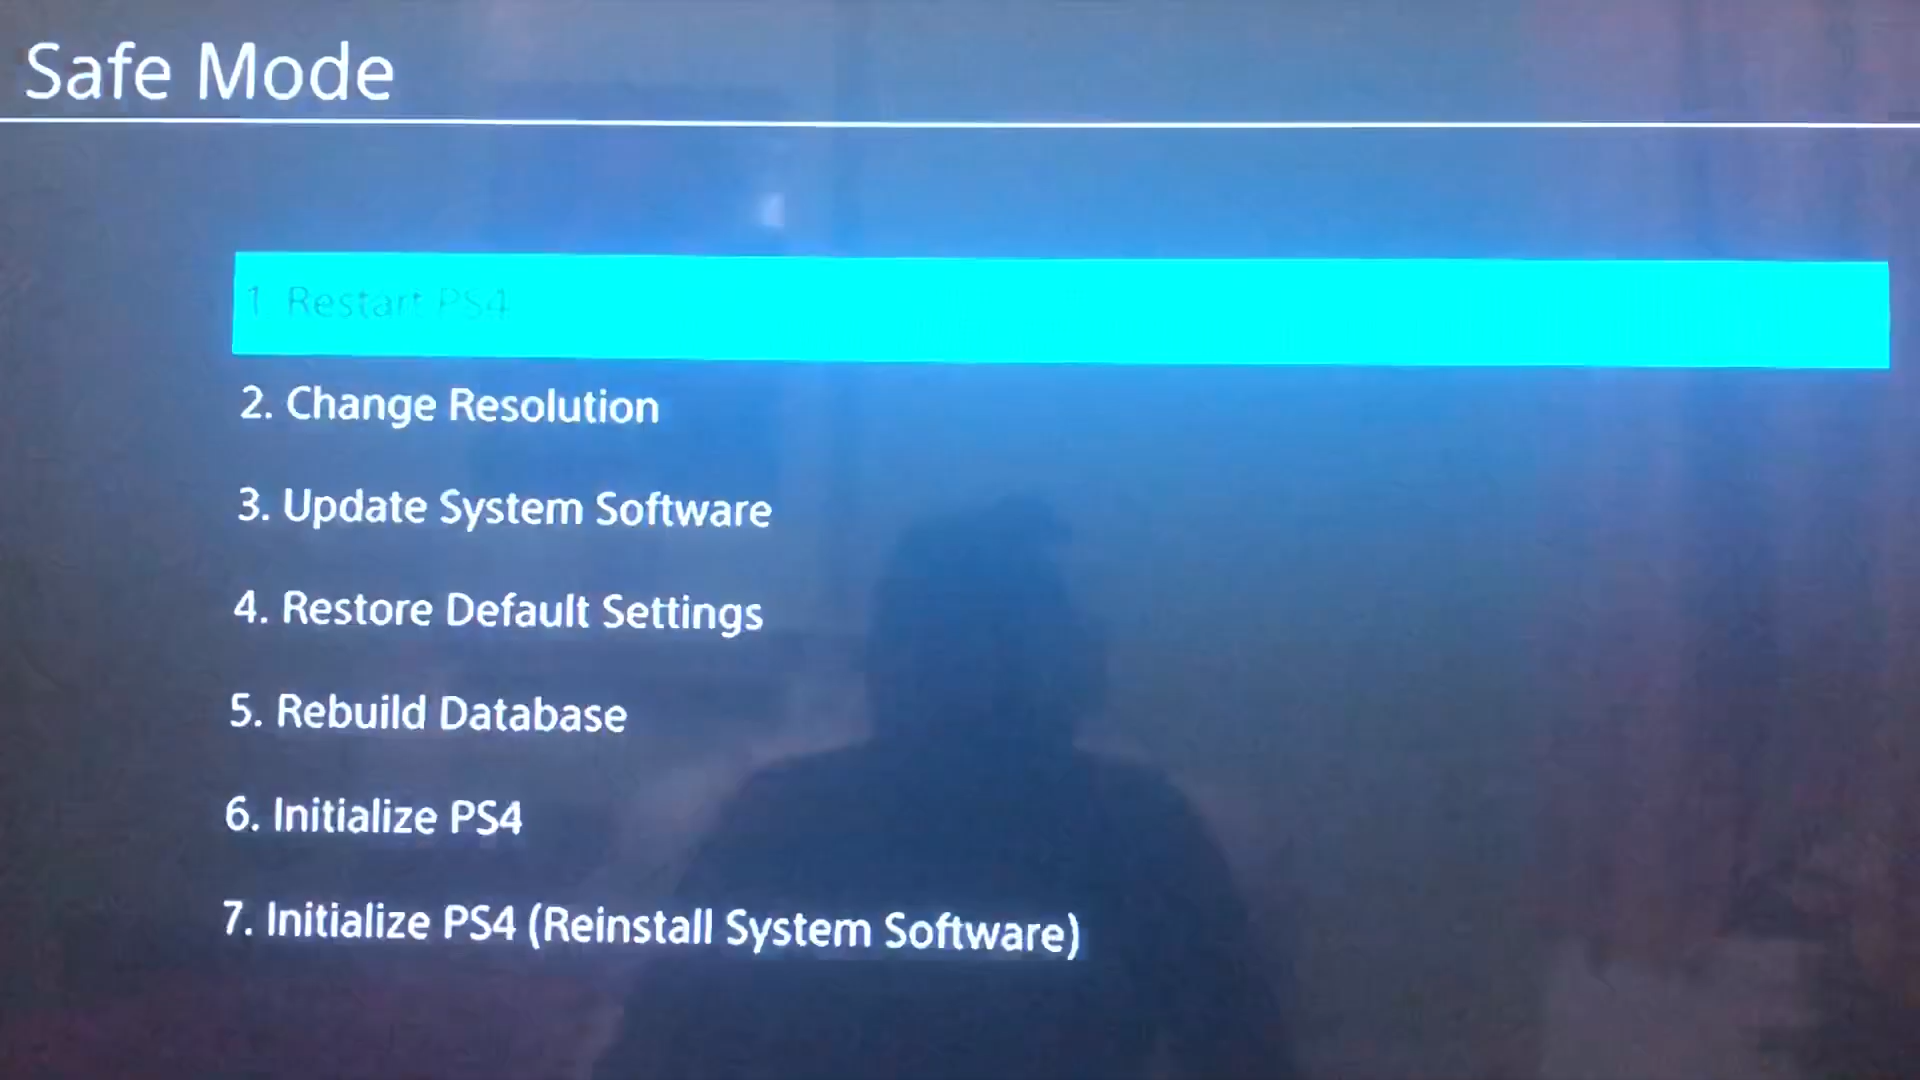 Safe Mode
1. Restart PS4
2. Change Resolution
3. Update System Software
4. Restore Default Settings
5. Rebuild Database
6. Initialize PS4
7. Initialize PS4 (Reinstall System Software)